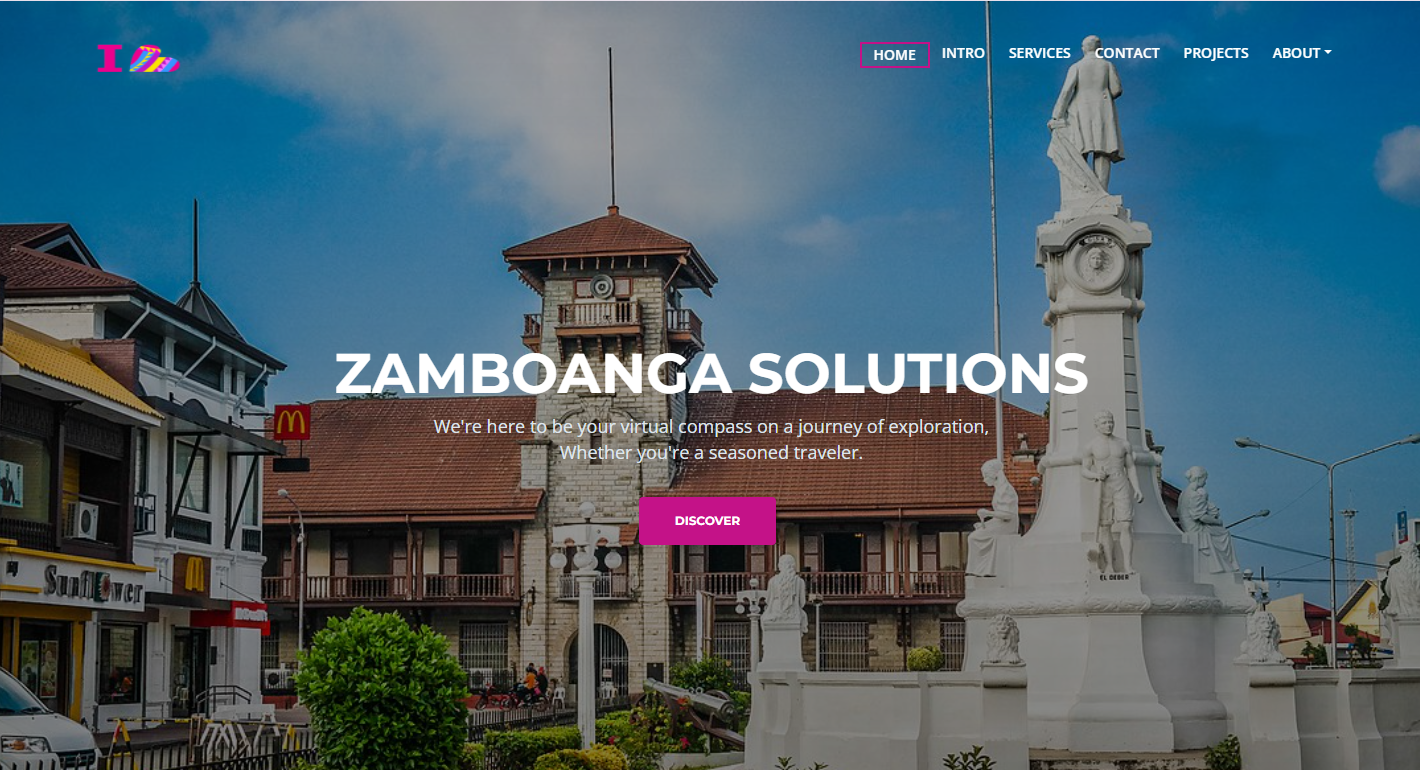 HOME
INTRO
SERVICES
CONTACT
PROJECTS
ABOUT
ZAMBOANGA SOLUTIONS
We're here to be your virtual compass on a journey of exploration,
Whether you're a seasoned traveler.
DISCOVER
Sunflower
EL DEBER